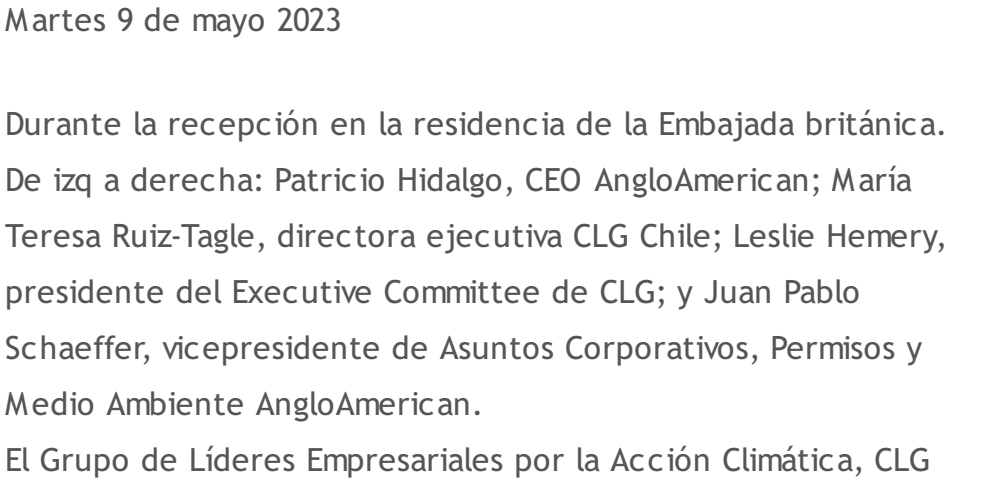 Martes 9 de mayo 2023
Durante la recepción en la residencia de la Embajada británica.
De izq a derecha: Patricio Hidalgo, CEO AngloAmerican; María
Teresa Ruiz-Tagle, directora ejecutiva CLG Chile; Leslie Hemery,
presidente del Executive Committee de CLG; y Juan Pablo
Schaeffer, vicepresidente de Asuntos Corporativos, Permisos y
Medio Ambiente AngloAmerican.
El Grupo de Líderes Empresariales por la Acción Climática, CLG